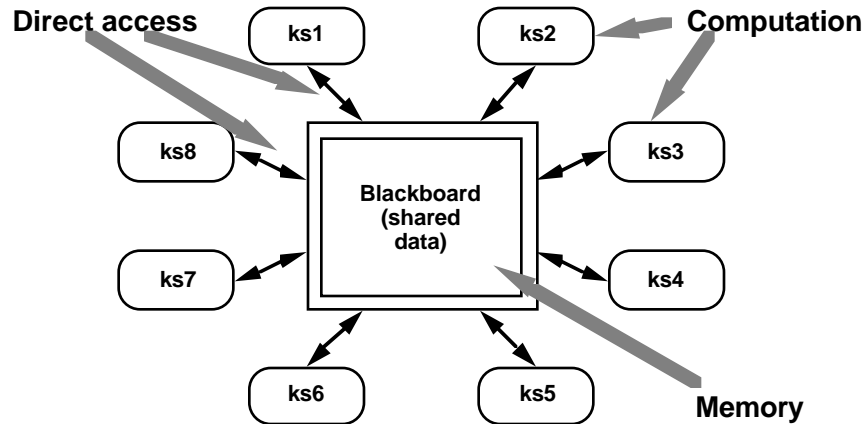 Direct access
ks1
ks2
Computation
ks8
ks3
Blackboard
(shared
data)
ks7
ks4
ks6
ks5
Memory